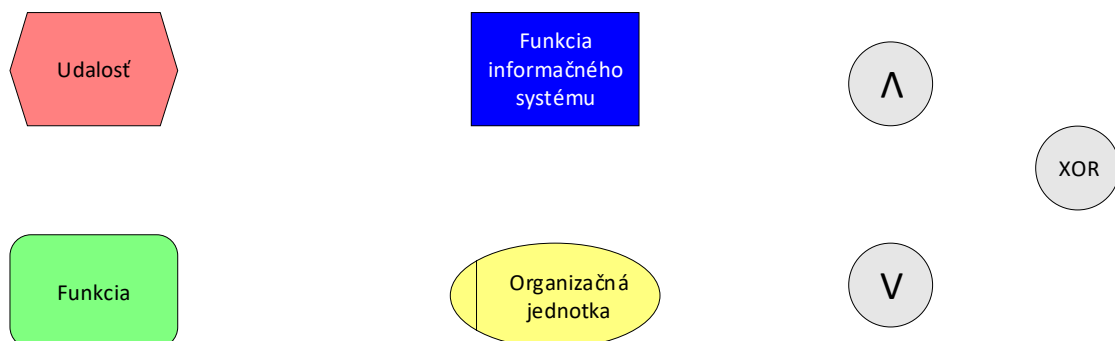 Udalosť
Funkcia
informačného
systému
Λ
XOR
Funkcia
Organizačná
jednotka
V